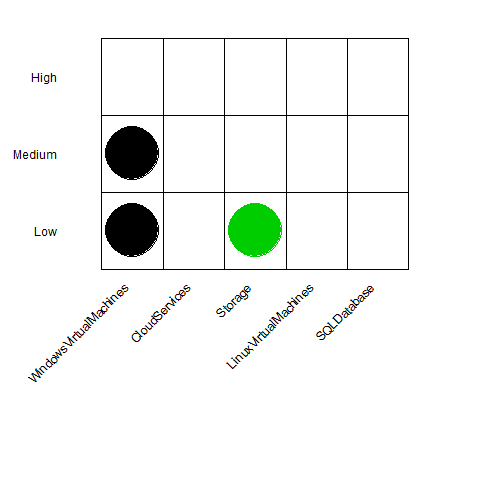 High
Medium
Low
WindowsVirtualMachines
CloudServices
Storage
LinuxVirtualMachines
SQLDatabase